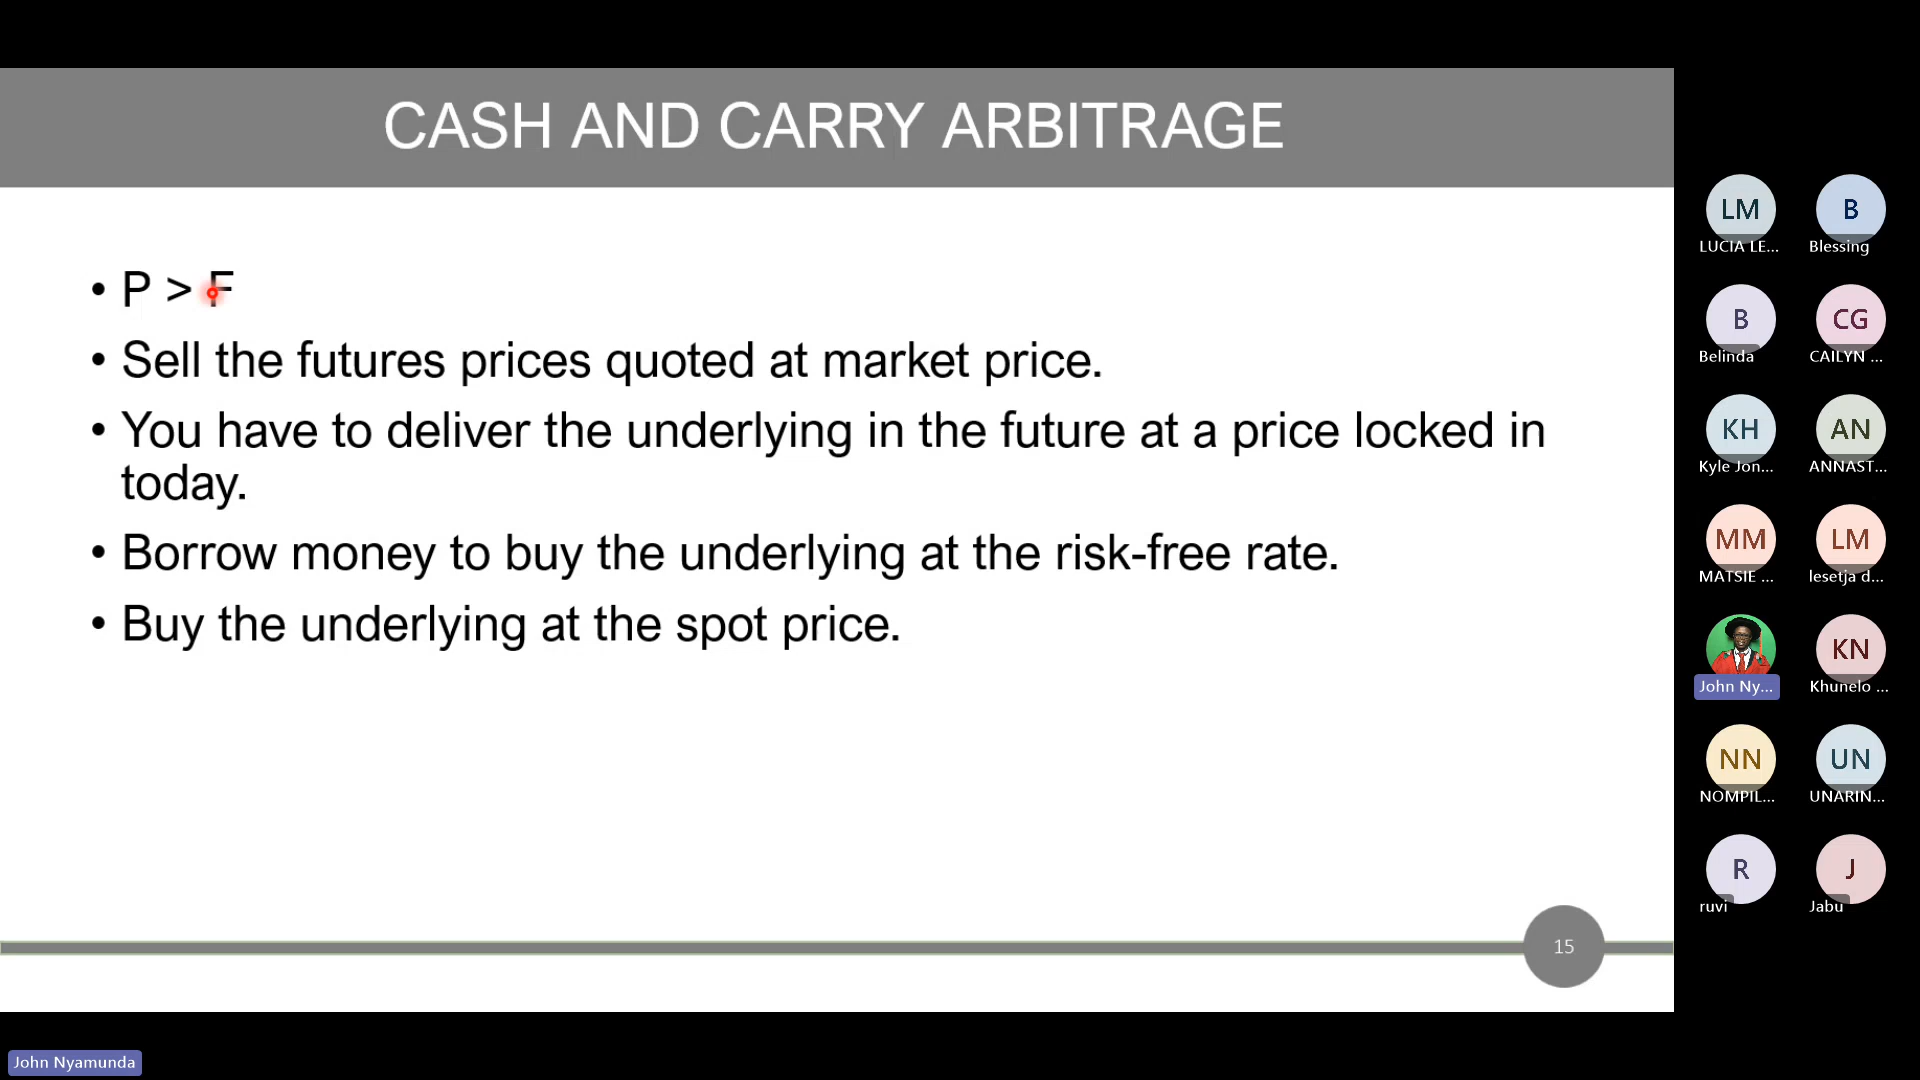 CASH AND CARRY ARBITRAGE
• P > F
• Sell the futures prices quoted at market price.
• You have to deliver the underlying in the future at a price locked in
today.
• Borrow money to buy the underlying at the risk-free rate.
• Buy the underlying at the spot price.
15
LM
LUCIA LE...
B
Blessing
B
Belinda
CG
CAILYN ...
KH
Kyle Jon...
AN
ANNAST...
MM
MATSIE ...
LM
lesetja d...
John Ny...
KN
Khunelo ...
NN
NOMPIL...
UN
UNARIN...
R
ruvi
J
Jabu
John Nyamunda